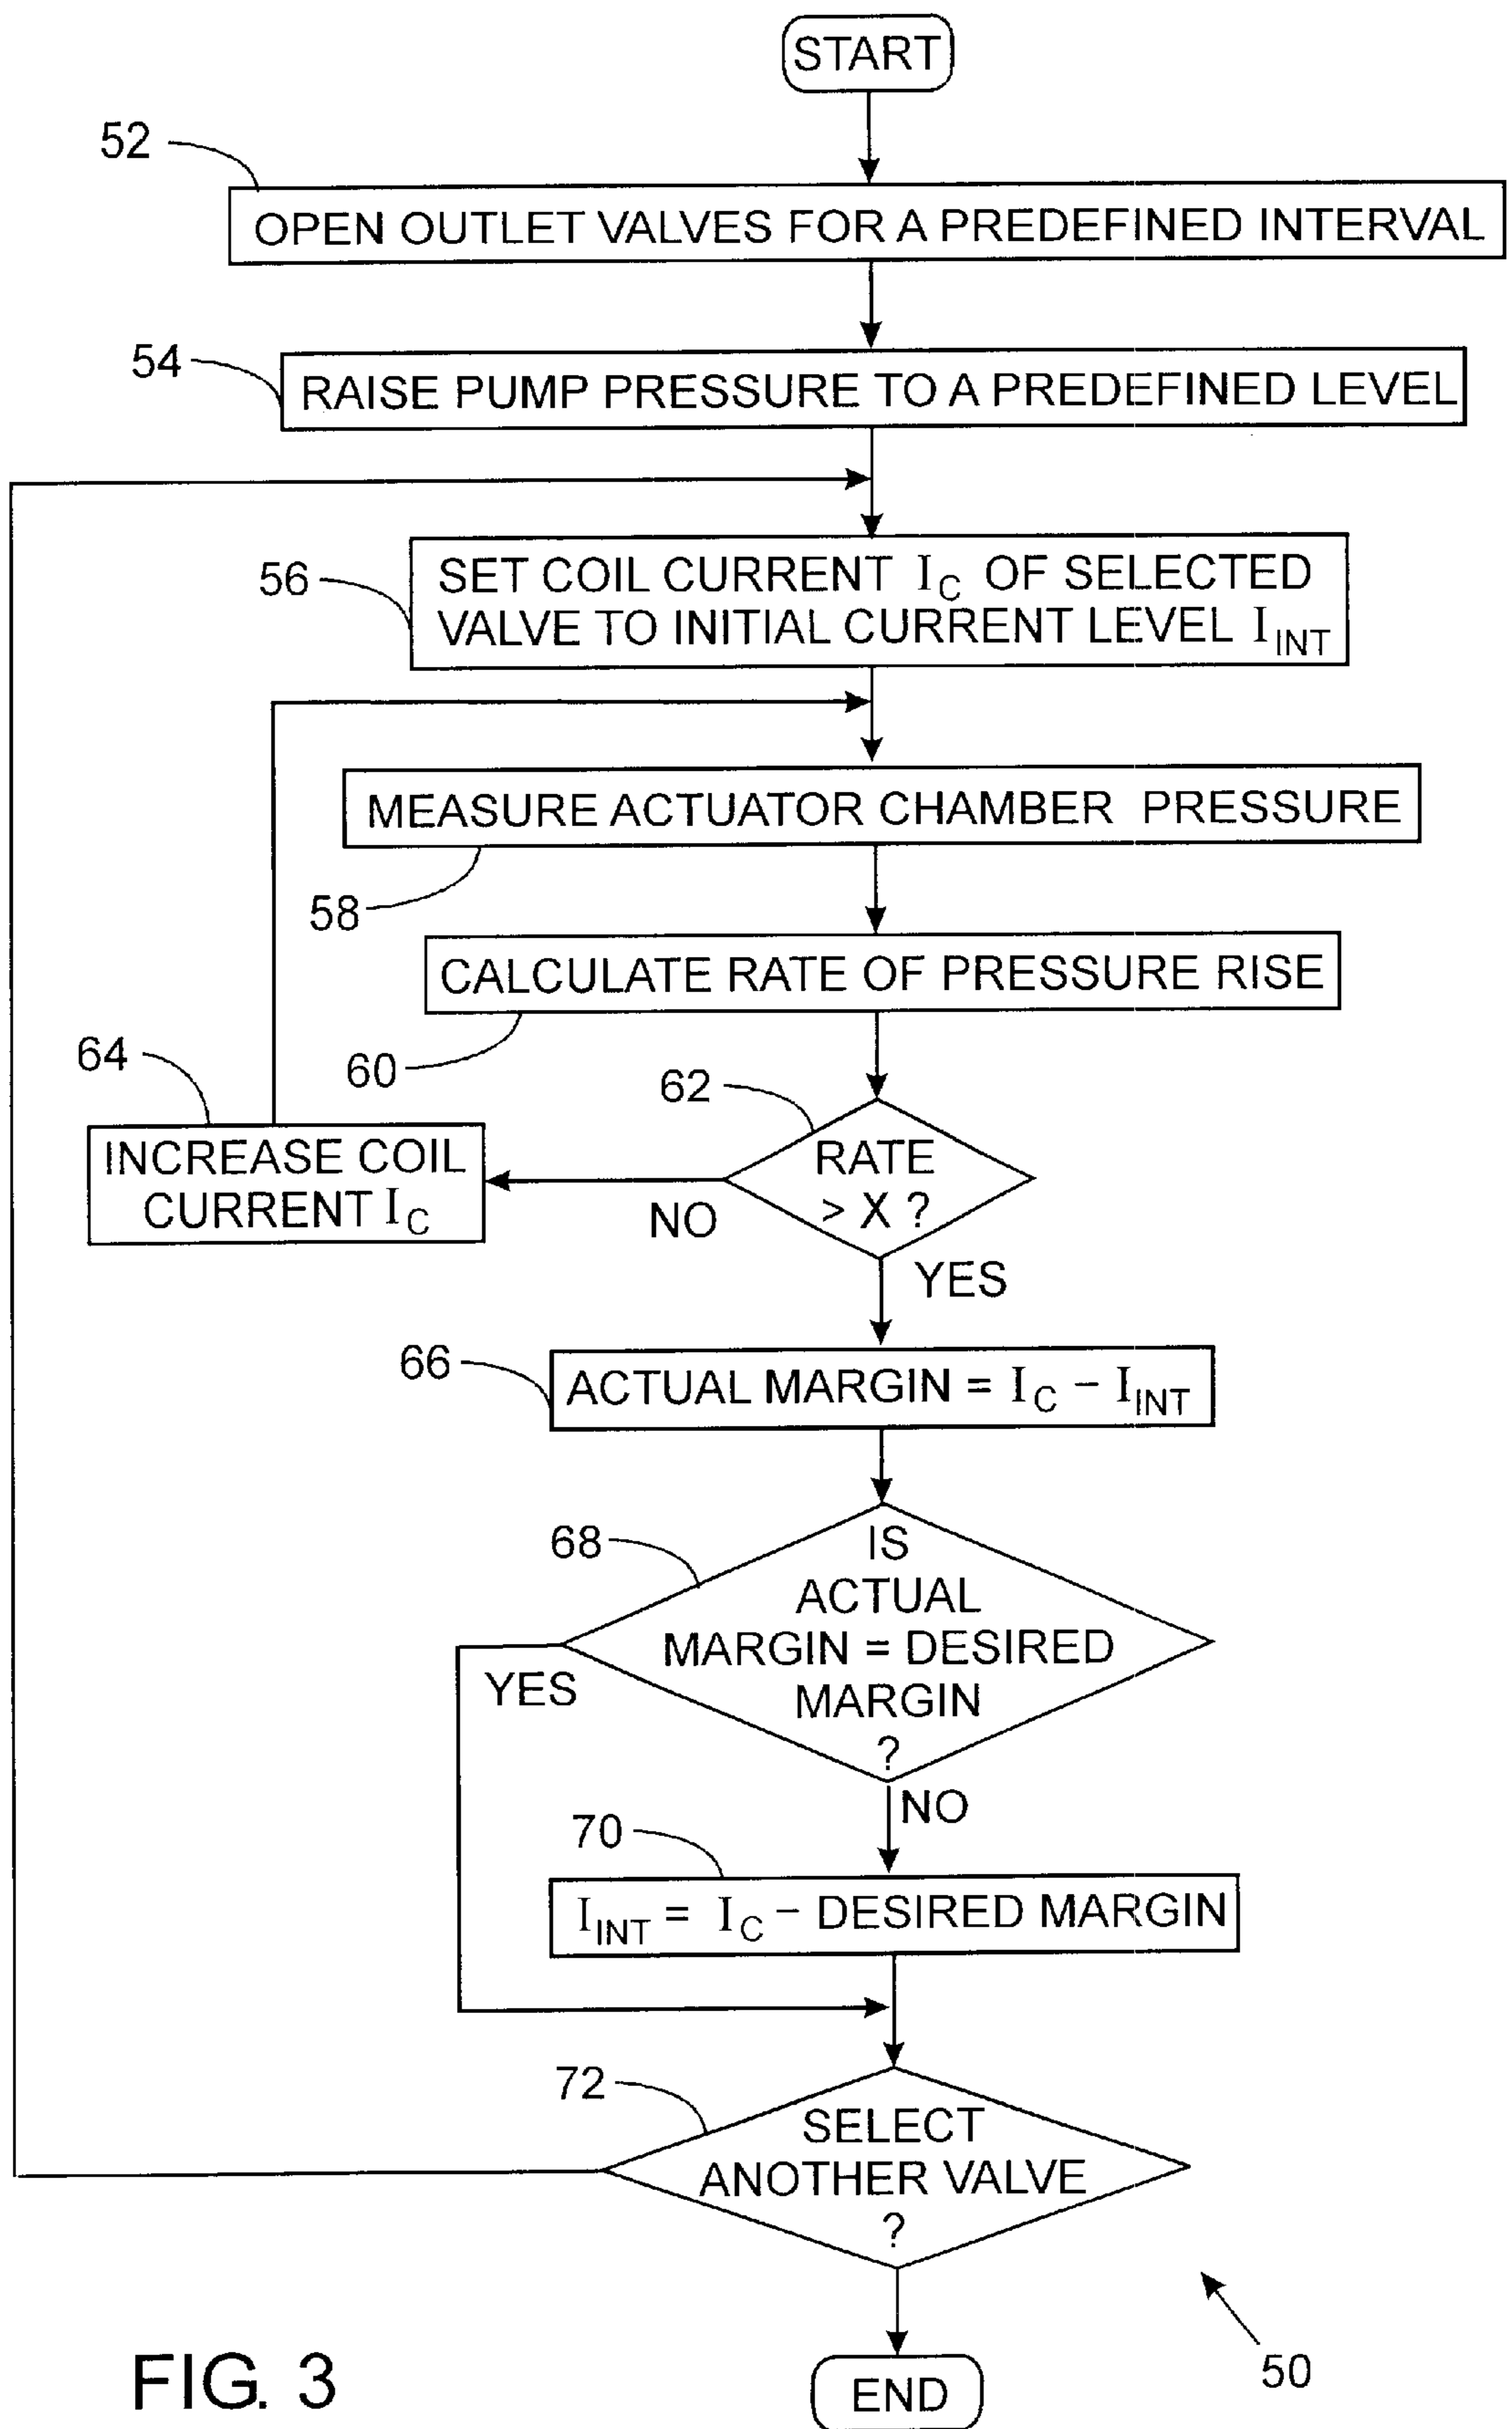 START
52
OPEN OUTLET VALVES FOR A PREDEFINED INTERVAL
54
RAISE PUMP PRESSURE TO A PREDEFINED LEVEL
56
SET COIL CURRENT I_C OF SELECTED
VALVE TO INITIAL CURRENT LEVEL I_INT
MEASURE ACTUATOR CHAMBER PRESSURE
58
CALCULATE RATE OF PRESSURE RISE
60
62
RATE
> X ?
64
INCREASE COIL
CURRENT I_C
NO
YES
66
ACTUAL MARGIN = I_C – I_INT
68
IS
ACTUAL
MARGIN = DESIRED
MARGIN
?
YES
NO
70
I_INT = I_C – DESIRED MARGIN
72
SELECT
ANOTHER VALVE
?
50
END
FIG. 3